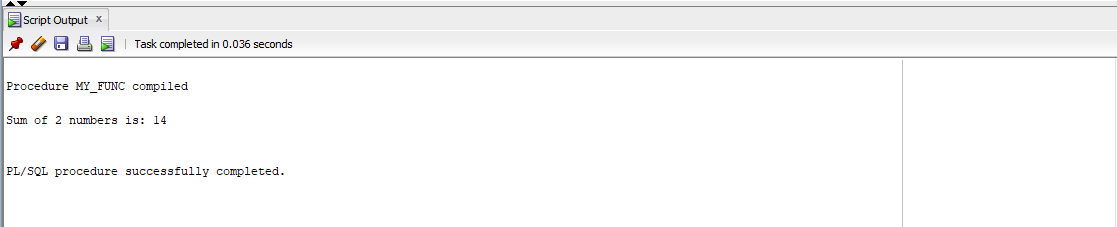 Script Output x
Task completed in 0.036 seconds
Procedure MY_FUNC compiled
Sum of 2 numbers is: 14
PL/SQL procedure successfully completed.